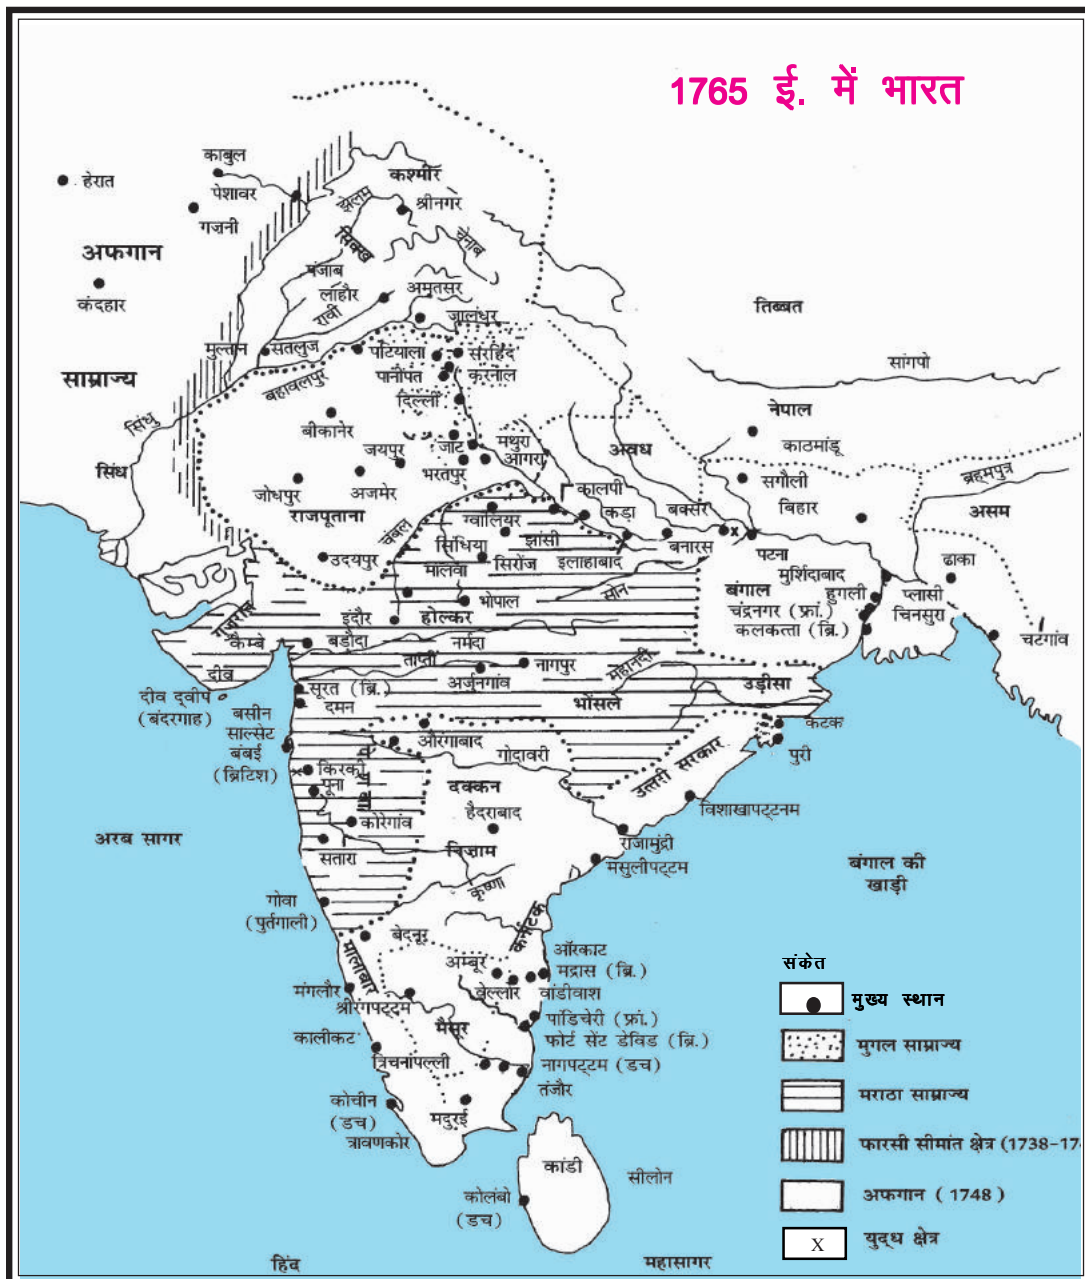 1765 ई. में भारत
काबुल
हेरात
पेशावर
गज़नी
कश्मीर
श्रीनगर
झेलम
चेनाब
सिक्ख
अफगान
कंदहार
साम्राज्य
पंजाब
लाहौर
अमृतसर
रावी
जालंधर
तिब्बत
मुल्तान
सतलुज
पटियाला
सरहिंद
पानीपत
करनाल
सांगपो
बहावलपुर
दिल्ली
नेपाल
काठमांडू
सिंधु
बीकानेर
सिंध
जयपुर
जाट
मथुरा
आगरा
अवध
भरतपुर
जोधपुर
अजमेर
राजपूताना
कालपी
सगौली
बिहार
ब्रहमपुत्र
असम
ग्वालियर
कड़ा
बक्सर
चंबल
झांसी
उदयपुर
सिंधिया
सिरोंज
इलाहाबाद
बनारस
पटना
मालवा
मुर्शिदाबाद
ढाका
सोन
बंगाल
हुगली
प्लासी
भोपाल
चंद्रनगर (फ्रां.)
चिनसुरा
गुजरात
इंदौर
होल्कर
कलकत्ता (ब्रि.)
चटगांव
कैम्बे
बड़ौदा
नर्मदा
ताप्ती
नागपुर
महानदी
दीव
अर्जुनगांव
उड़ीसा
दीव द्वीप
(बंदरगाह)
सूरत (ब्रि.)
दमन
भोंसले
कटक
बसीन
साल्सेट
बंबई
(ब्रिटिश)
औरंगाबाद
गोदावरी
उत्तरी सरकार
पुरी
किरकी
पूना
दक्कन
हैदराबाद
विशाखापट्टनम
कोरेगांव
निज़ाम
राजामुंद्री
मसुलीपट्टम
अरब सागर
सतारा
बंगाल की
खाड़ी
कृष्णा
गोवा
(पुर्तगाली)
बेदनूर
कर्नाटक
ऑरकाट
मालाबार
अम्बूर
मद्रास (ब्रि.)
मंगलौर
वेल्लोर
वांडीवाश
श्रीरंगपट्टम
पांडिचेरी (फ्रां.)
मैसूर
कालीकट
फोर्ट सेंट डेविड (ब्रि.)
त्रिचनापल्ली
नागपट्टम (डच)
तंजौर
कोचीन
(डच)
मदुरई
त्रावणकोर
कांडी
सीलोन
कोलंबो
(डच)
हिंद
महासागर
संकेत
मुख्य स्थान
मुगल साम्राज्य
मराठा साम्राज्य
फारसी सीमांत क्षेत्र (1738-17
अफगान (1748)
X
युद्ध क्षेत्र